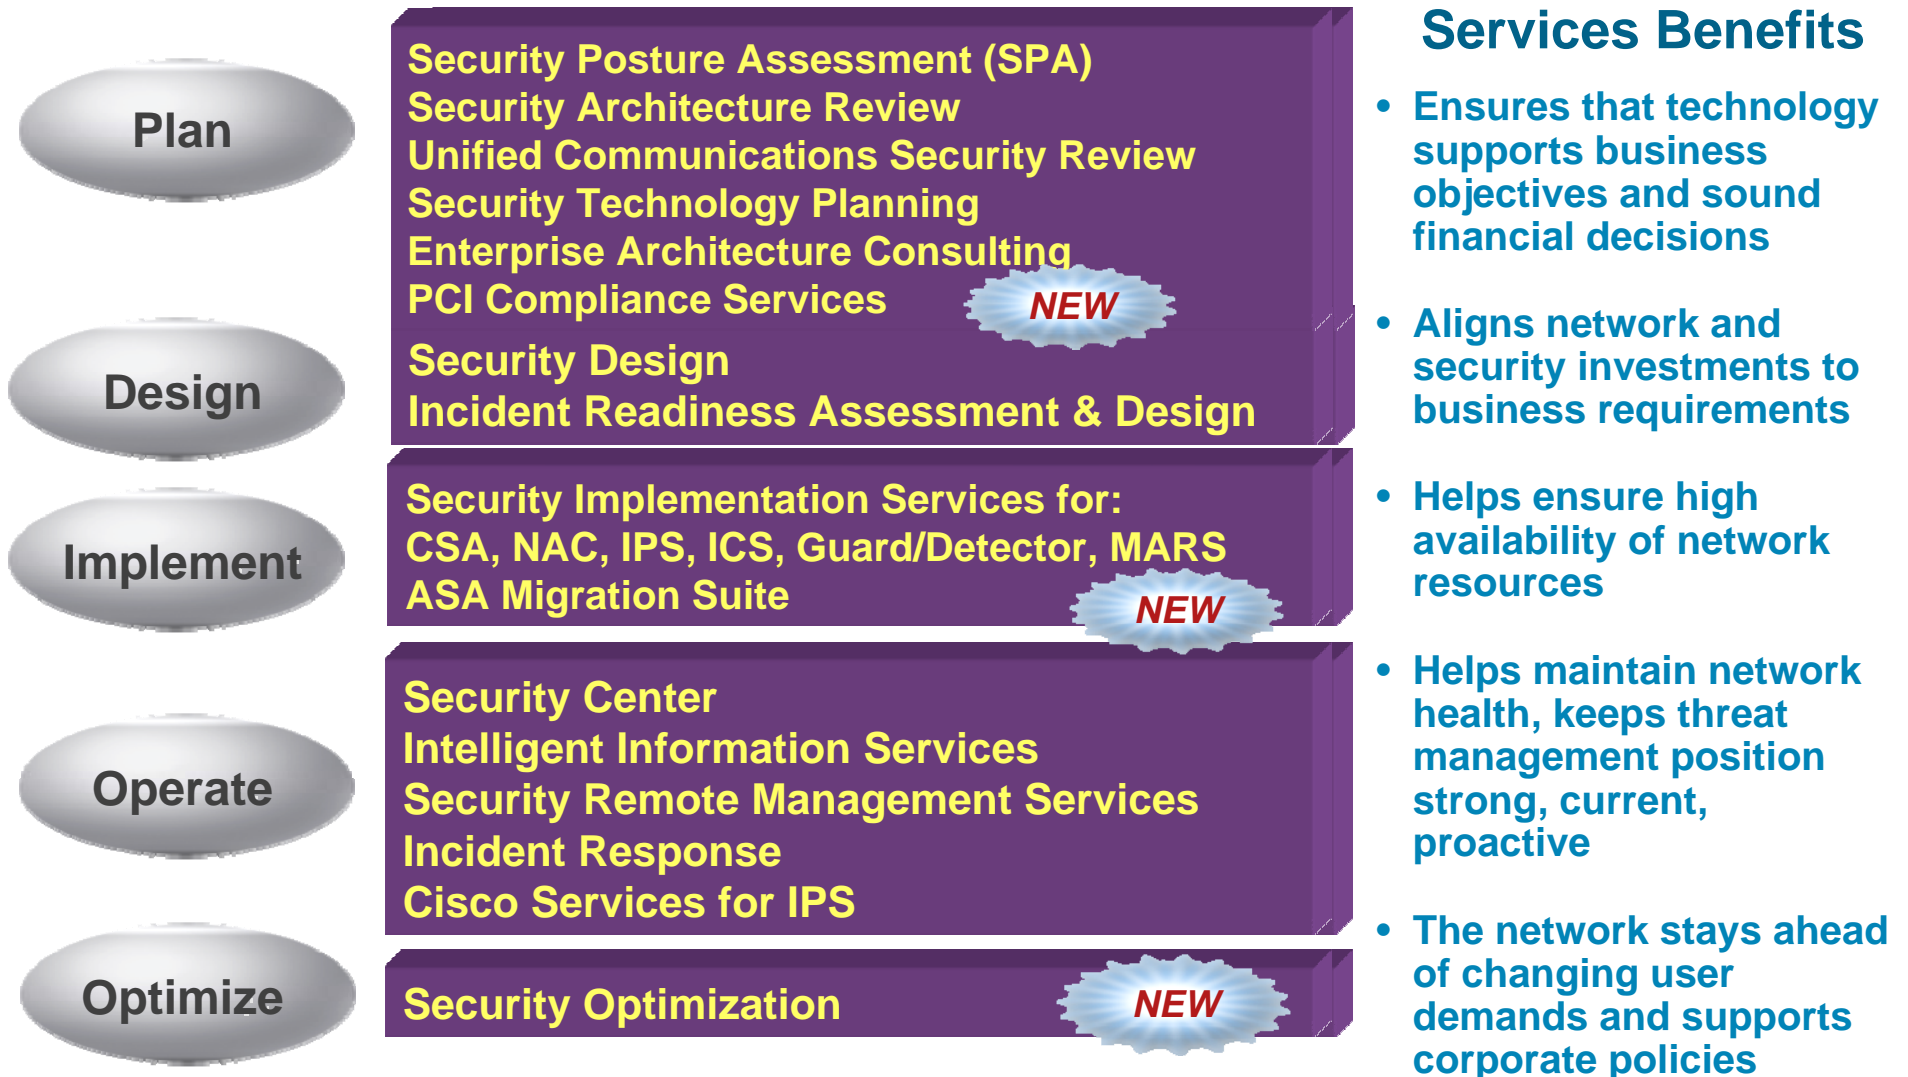 Plan
Security Posture Assessment (SPA)
Security Architecture Review
Unified Communications Security Review
Security Technology Planning
Enterprise Architecture Consulting
PCI Compliance Services
NEW
Design
Security Design
Incident Readiness Assessment & Design
Implement
Security Implementation Services for:
CSA, NAC, IPS, ICS, Guard/Detector, MARS
ASA Migration Suite
NEW
Operate
Security Center
Intelligent Information Services
Security Remote Management Services
Incident Response
Cisco Services for IPS
Optimize
Security Optimization
NEW
Services Benefits
• Ensures that technology
supports business
objectives and sound
financial decisions
• Aligns network and
security investments to
business requirements
• Helps ensure high
availability of network
resources
• Helps maintain network
health, keeps threat
management position
strong, current,
proactive
• The network stays ahead
of changing user
demands and supports
corporate policies